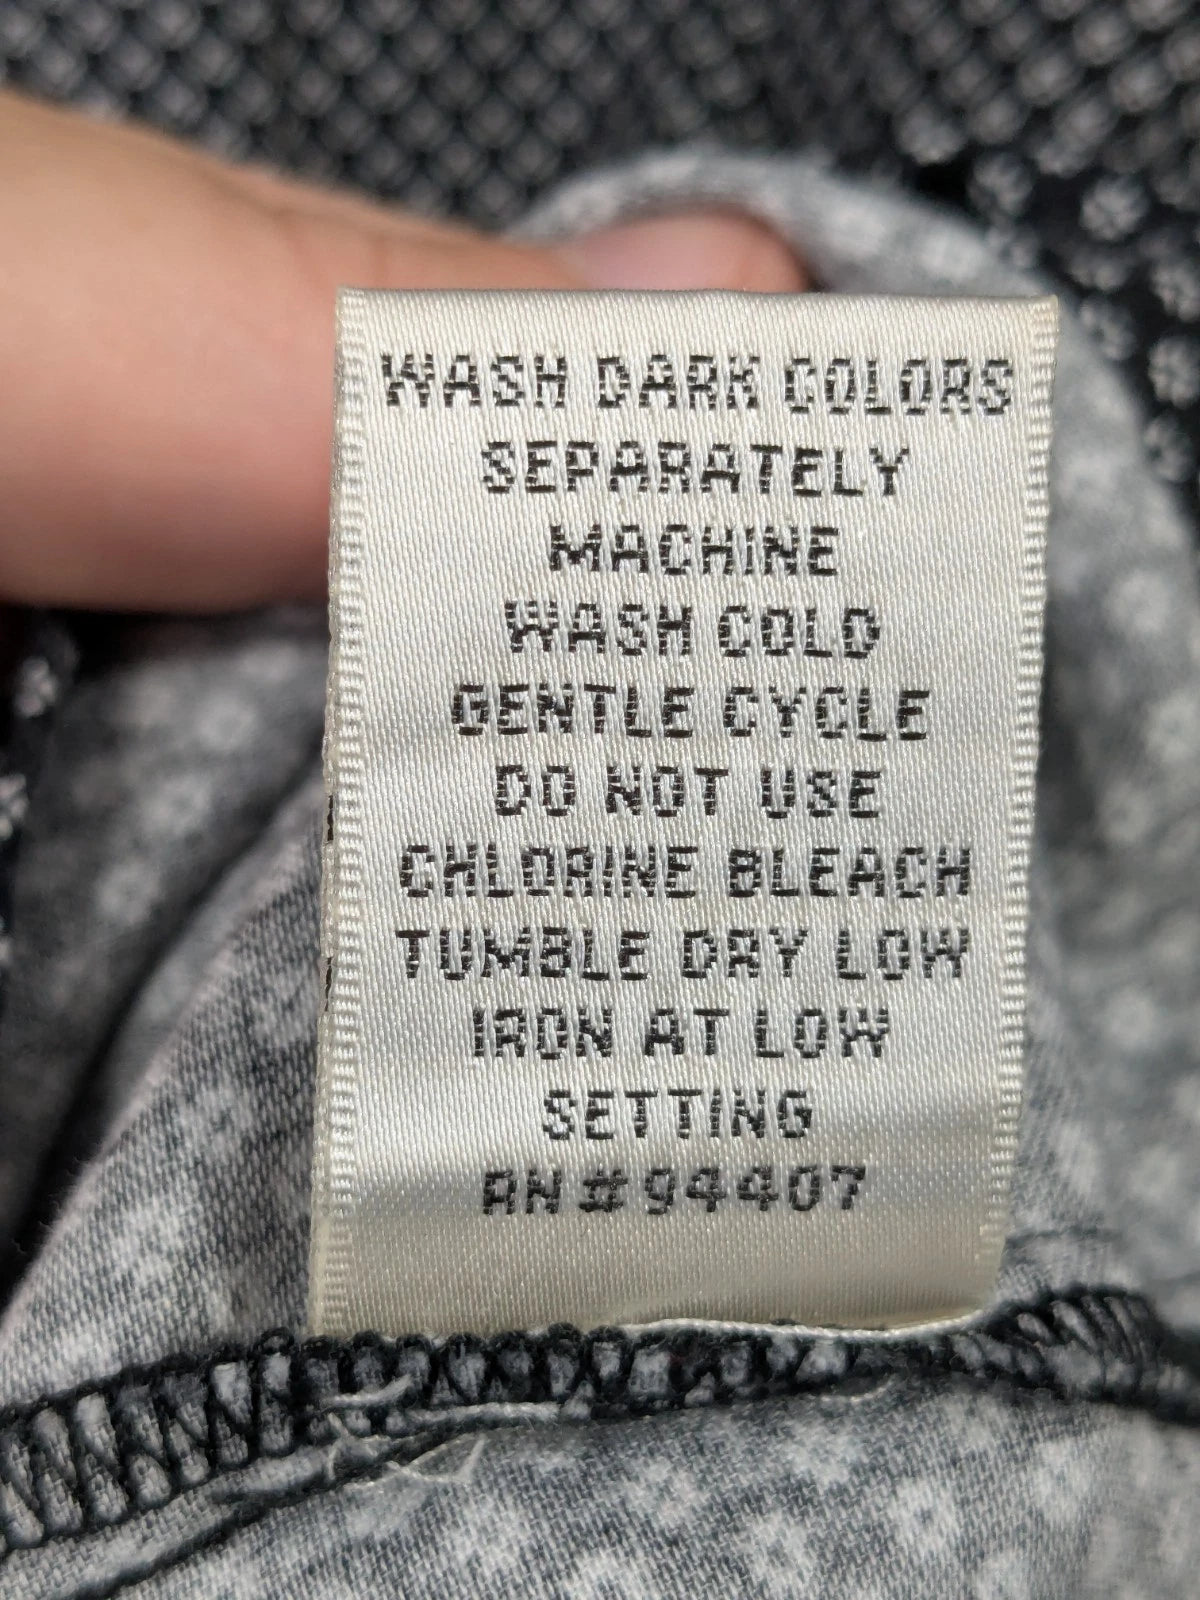 WASH DARK COLORS
SEPARATELY
MACHINE
WASH COLD
GENTLE CYCLE
DO NOT USE
CHLORINE BLEACH
TUMBLE DRY LOW
IRON AT LOW
SETTING
RN#94407